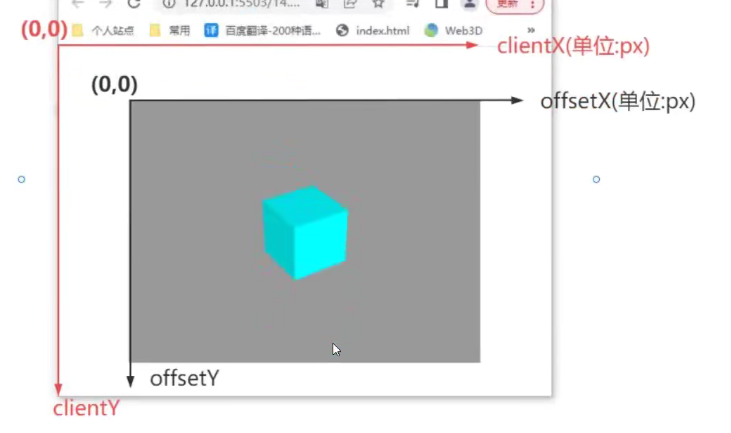 127.0.0.1:5503/14....
更新
(0,0)
个人站点
常用
译
百度翻译-200种语...
index.html
Web3D
»
clientX(单位:px)
(0,0)
offsetX(单位:px)
offsetY
clientY